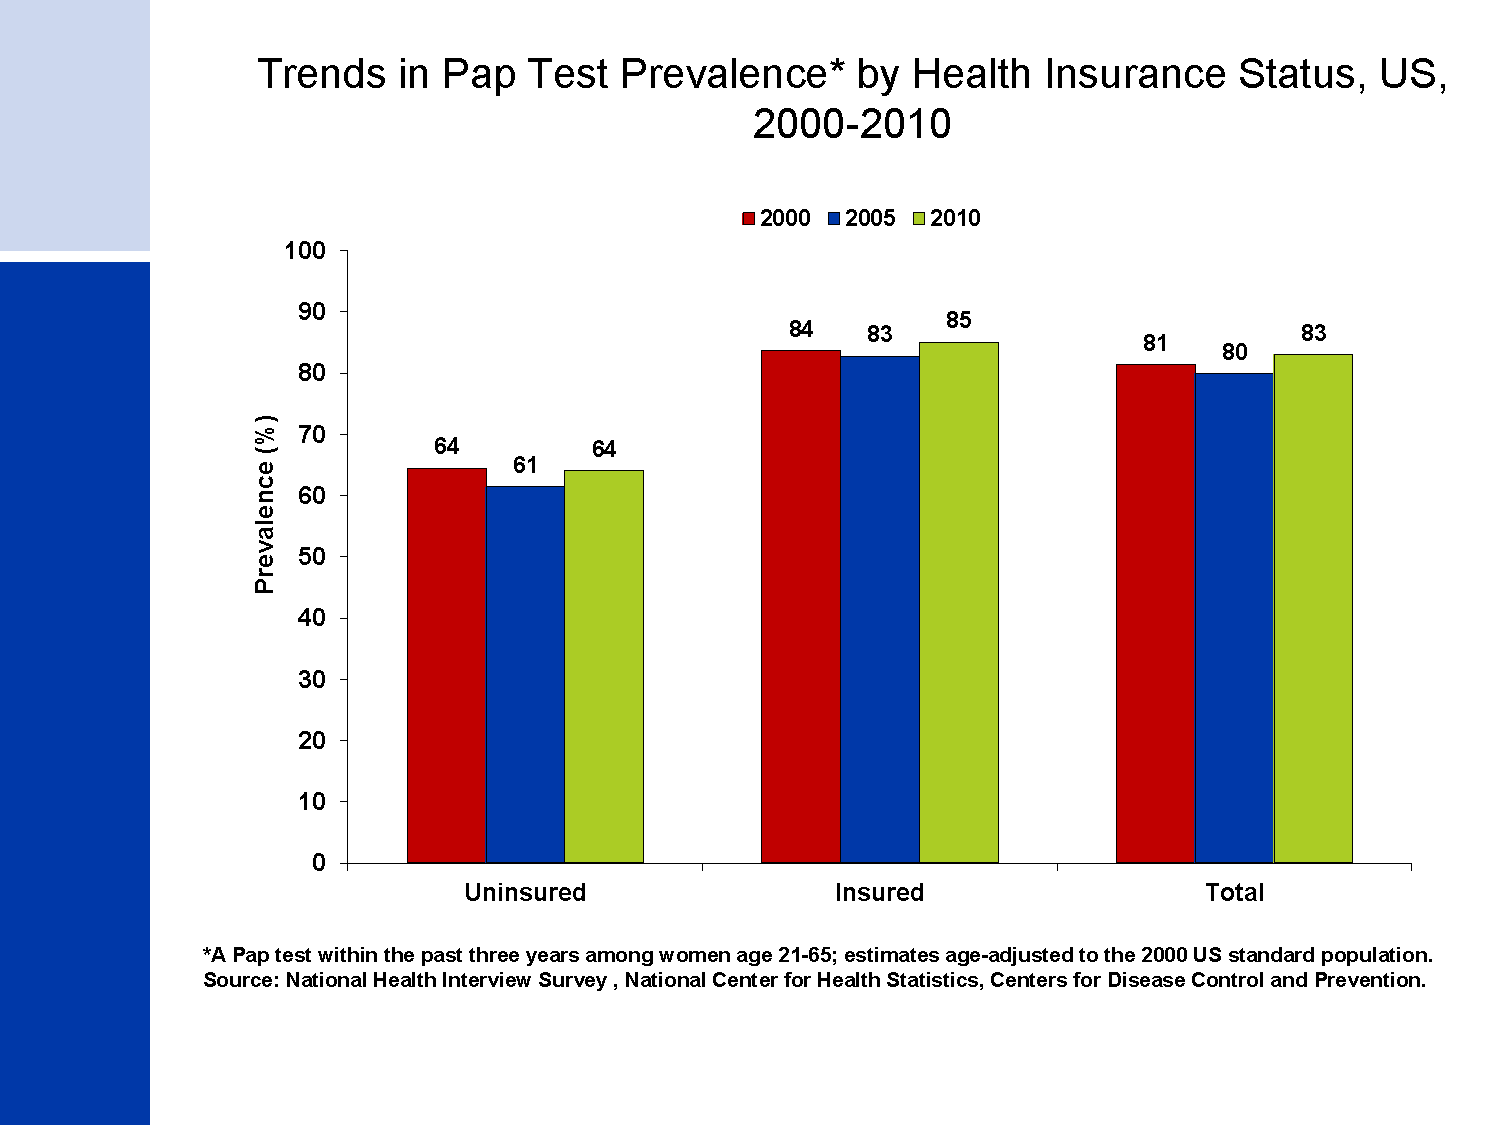 Trends in Pap Test Prevalence* by Health Insurance Status, US,
2000-2010
2000 2005 2010
Prevalence (%)
100
90
80
70
60
50
40
30
20
10
0
64 61 64
84 83 85
81 80 83
Uninsured Insured Total
*A Pap test within the past three years among women age 21-65; estimates age-adjusted to the 2000 US standard population.
Source: National Health Interview Survey , National Center for Health Statistics, Centers for Disease Control and Prevention.